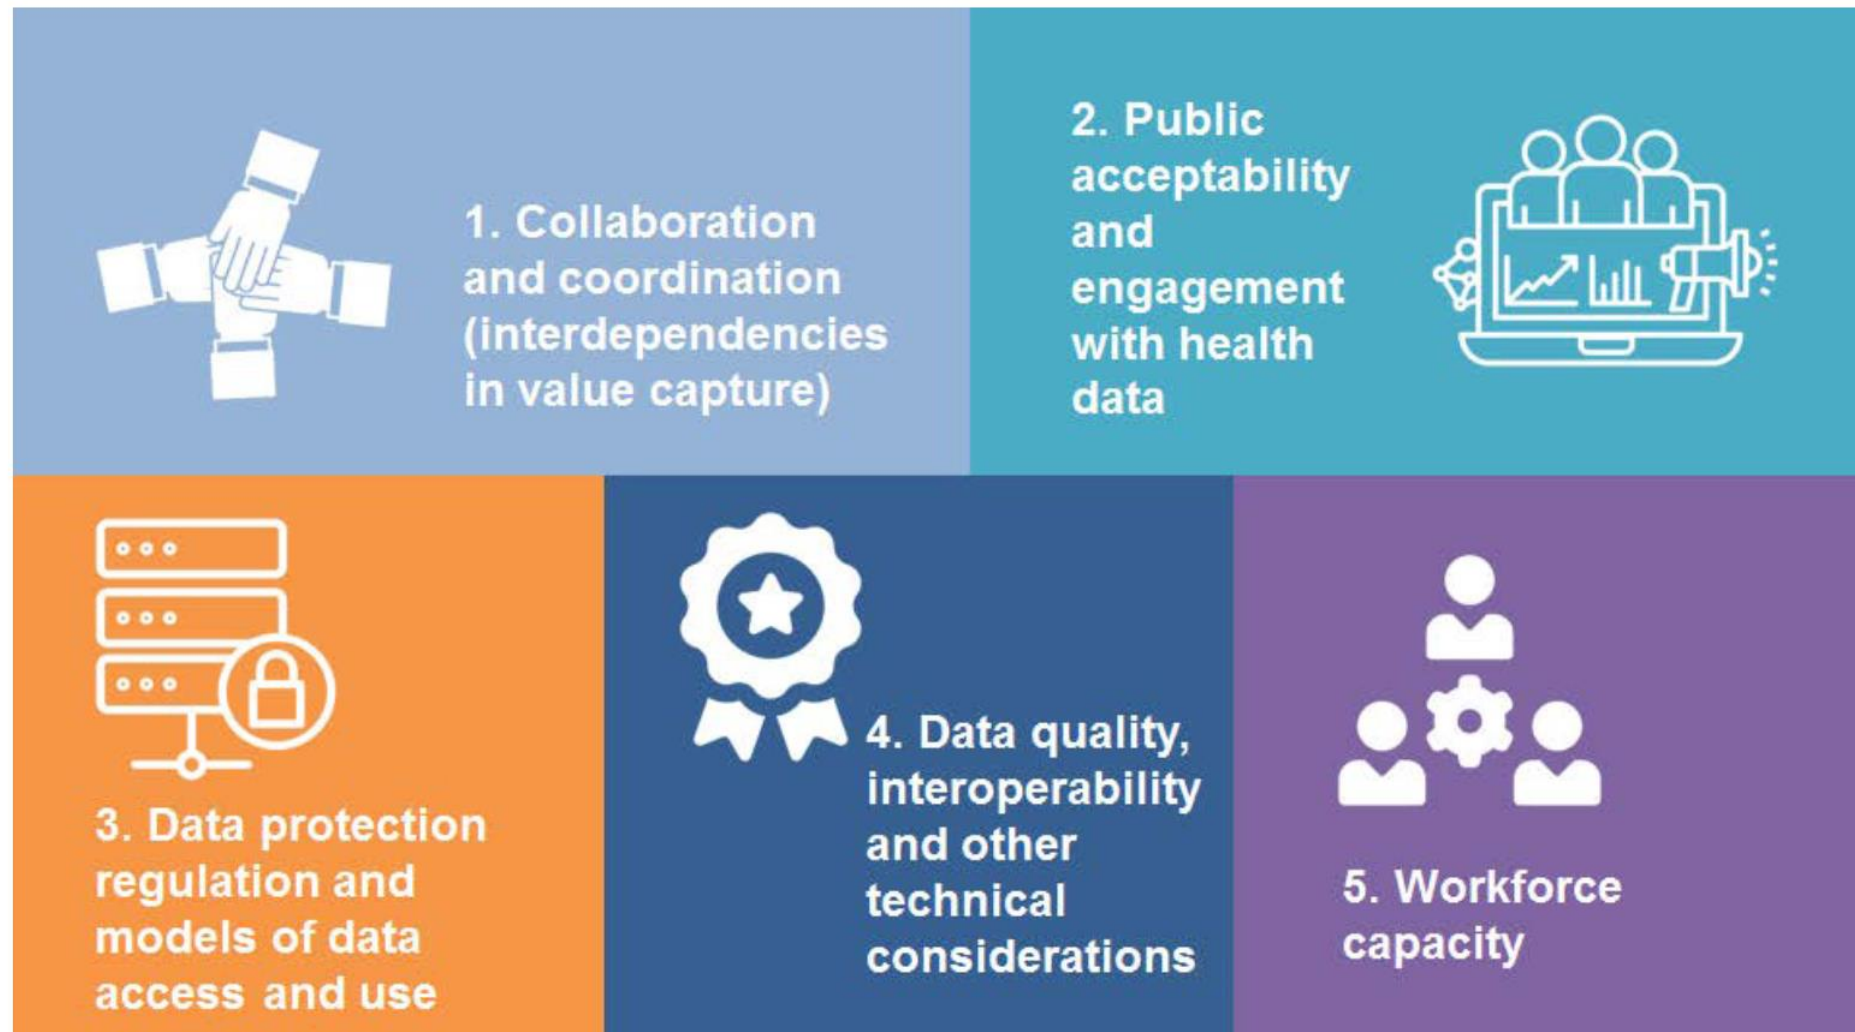 1. Collaboration
and coordination
(interdependencies
in value capture)
2. Public
acceptability
and
engagement
with health
data
3. Data protection
regulation and
models of data
access and use
4. Data quality,
interoperability
and other
technical
considerations
5. Workforce
capacity